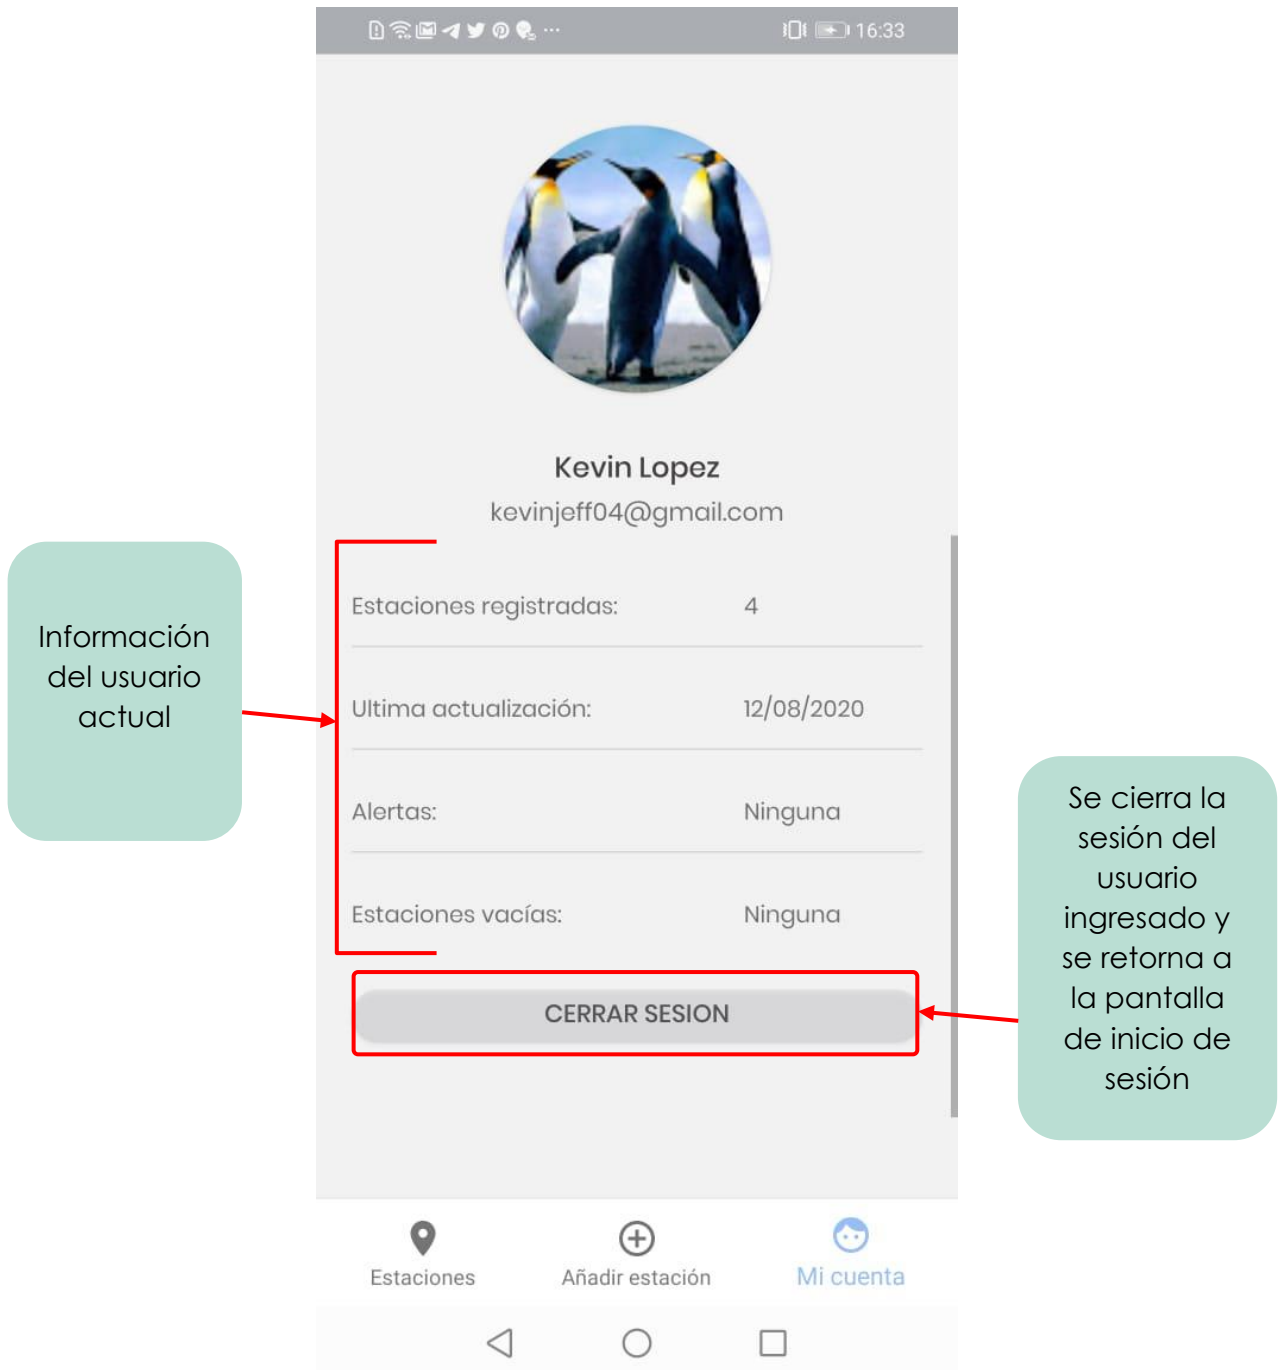 16:33
Kevin Lopez
kevinjeff04@gmail.com
Información
del usuario
actual
Estaciones registradas: 4
Ultima actualización: 12/08/2020
Alertas: Ninguna
Estaciones vacías: Ninguna
CERRAR SESION
Se cierra la
sesión del
usuario
ingresado y
se retorna a
la pantalla
de inicio de
sesión
Estaciones Añadir estación Mi cuenta